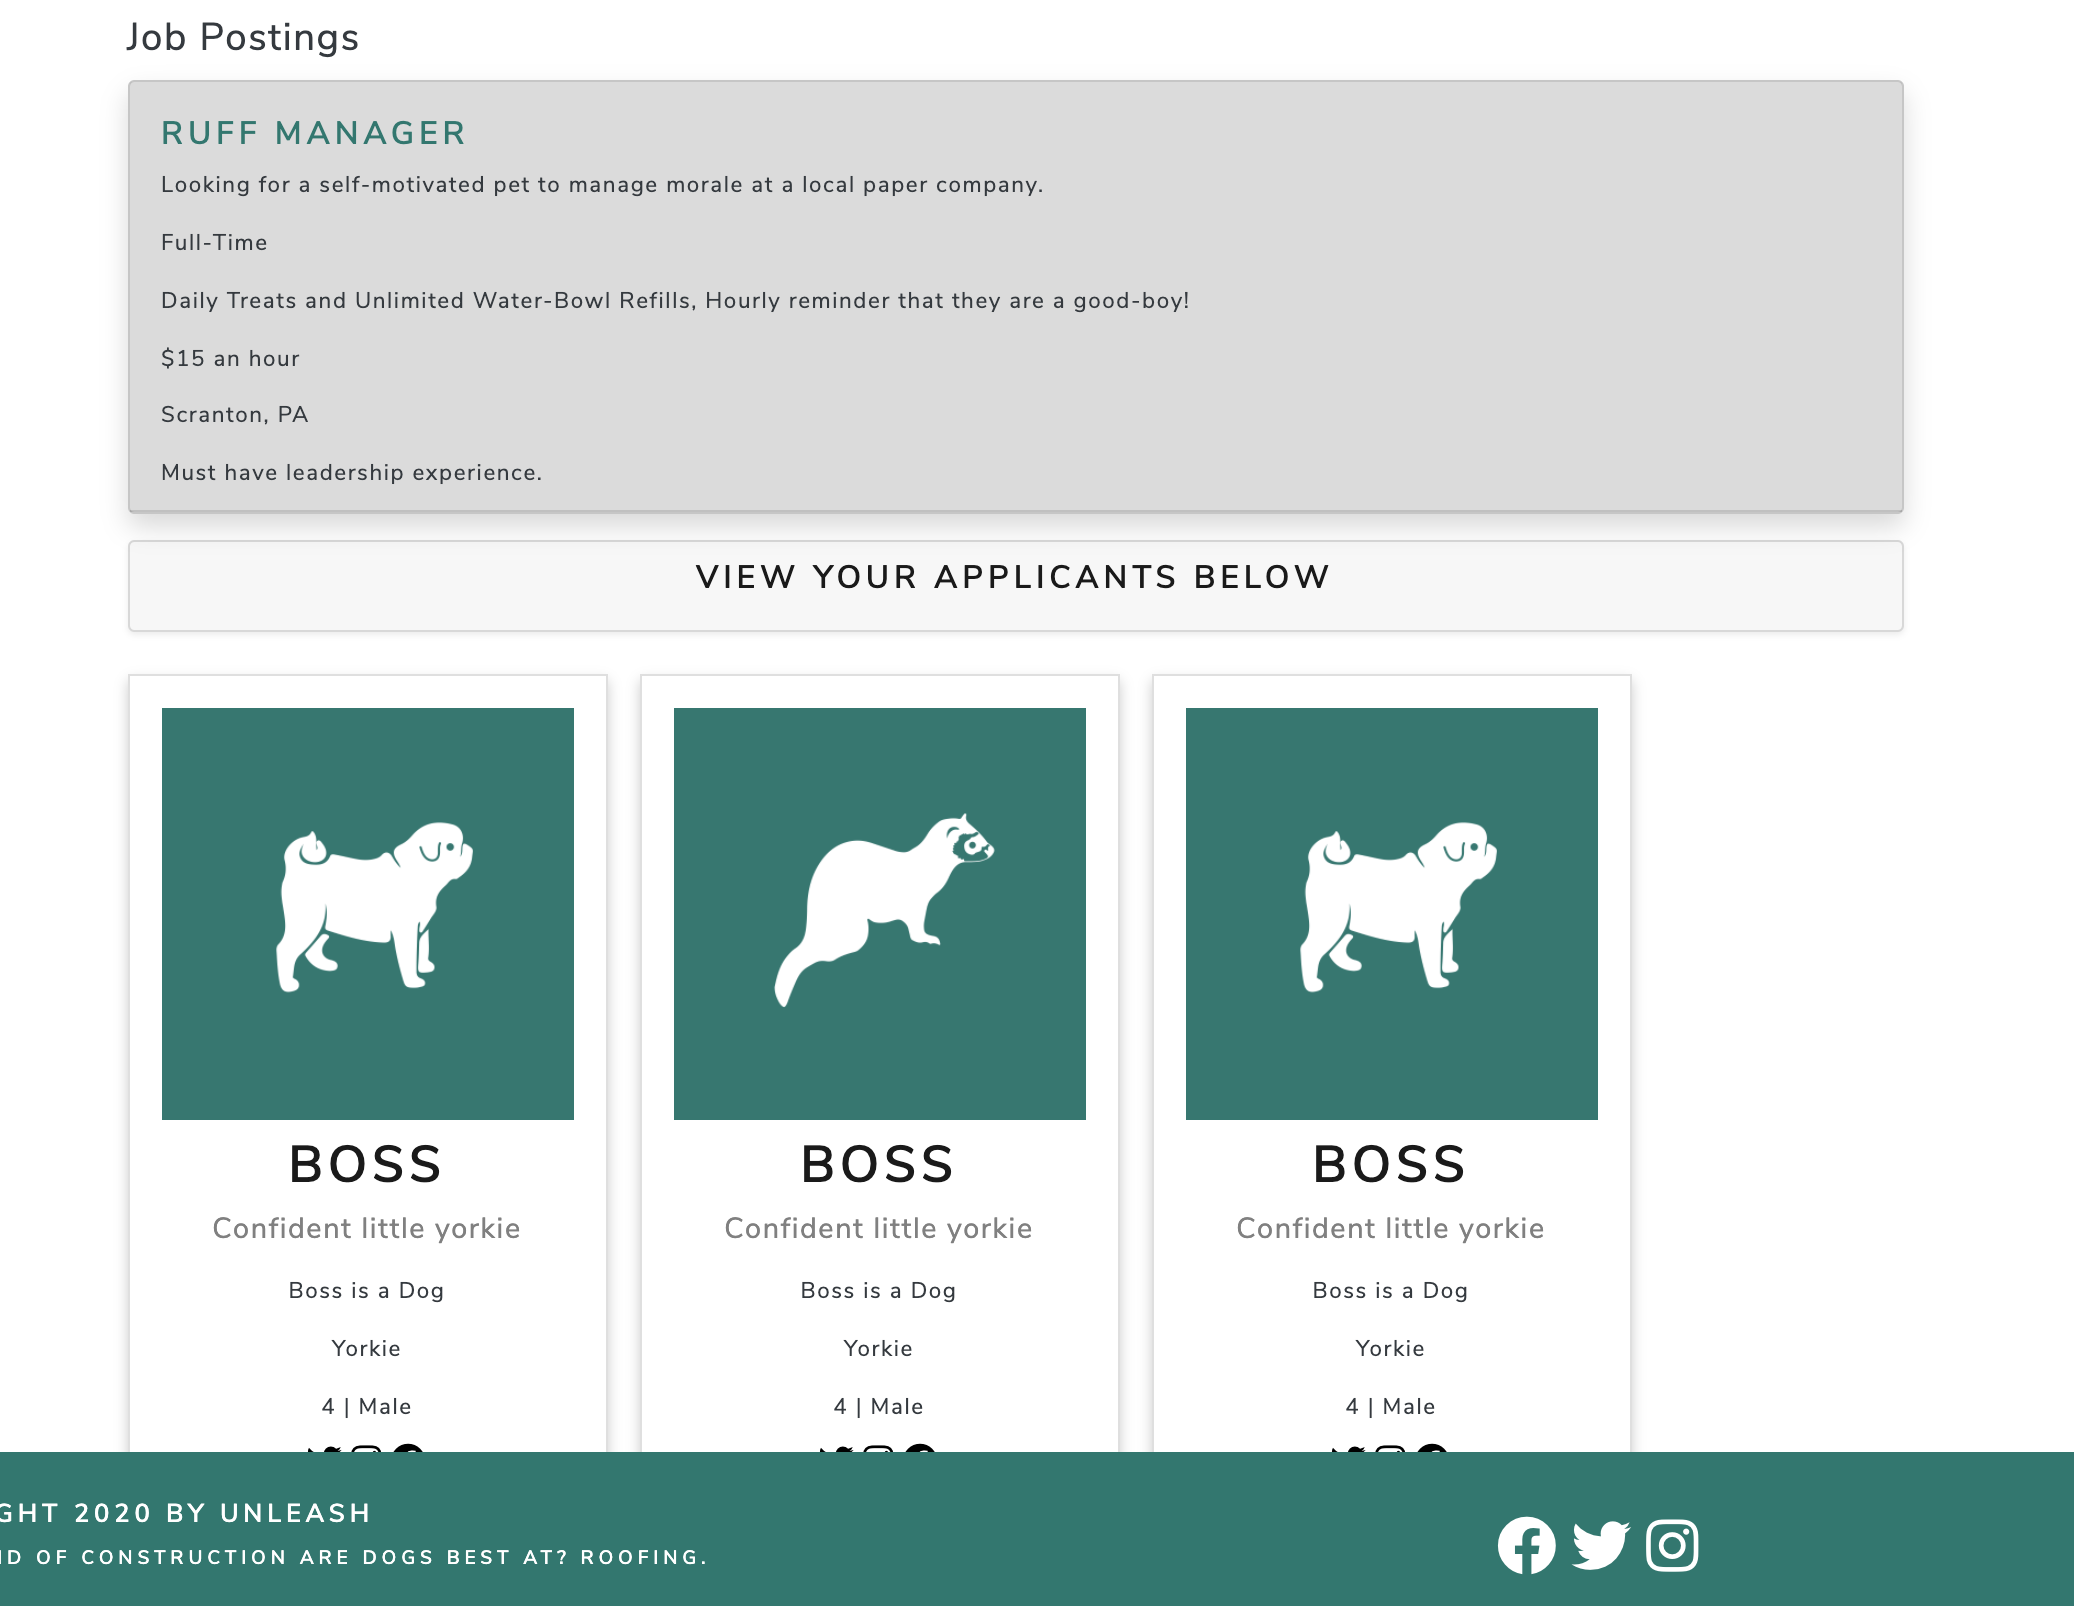 Job Postings
RUFF MANAGER
Looking for a self-motivated pet to manage morale at a local paper company.
Full-Time
Daily Treats and Unlimited Water-Bowl Refills, Hourly reminder that they are a good-boy!
$15 an hour
Scranton, PA
Must have leadership experience.
VIEW YOUR APPLICANTS BELOW
BOSS
Confident little yorkie
Boss is a Dog
Yorkie
4 | Male
BOSS
Confident little yorkie
Boss is a Dog
Yorkie
4 | Male
BOSS
Confident little yorkie
Boss is a Dog
Yorkie
4 | Male
2020 BY UNLEASH
OF CONSTRUCTION ARE DOGS BEST AT? ROOFING.